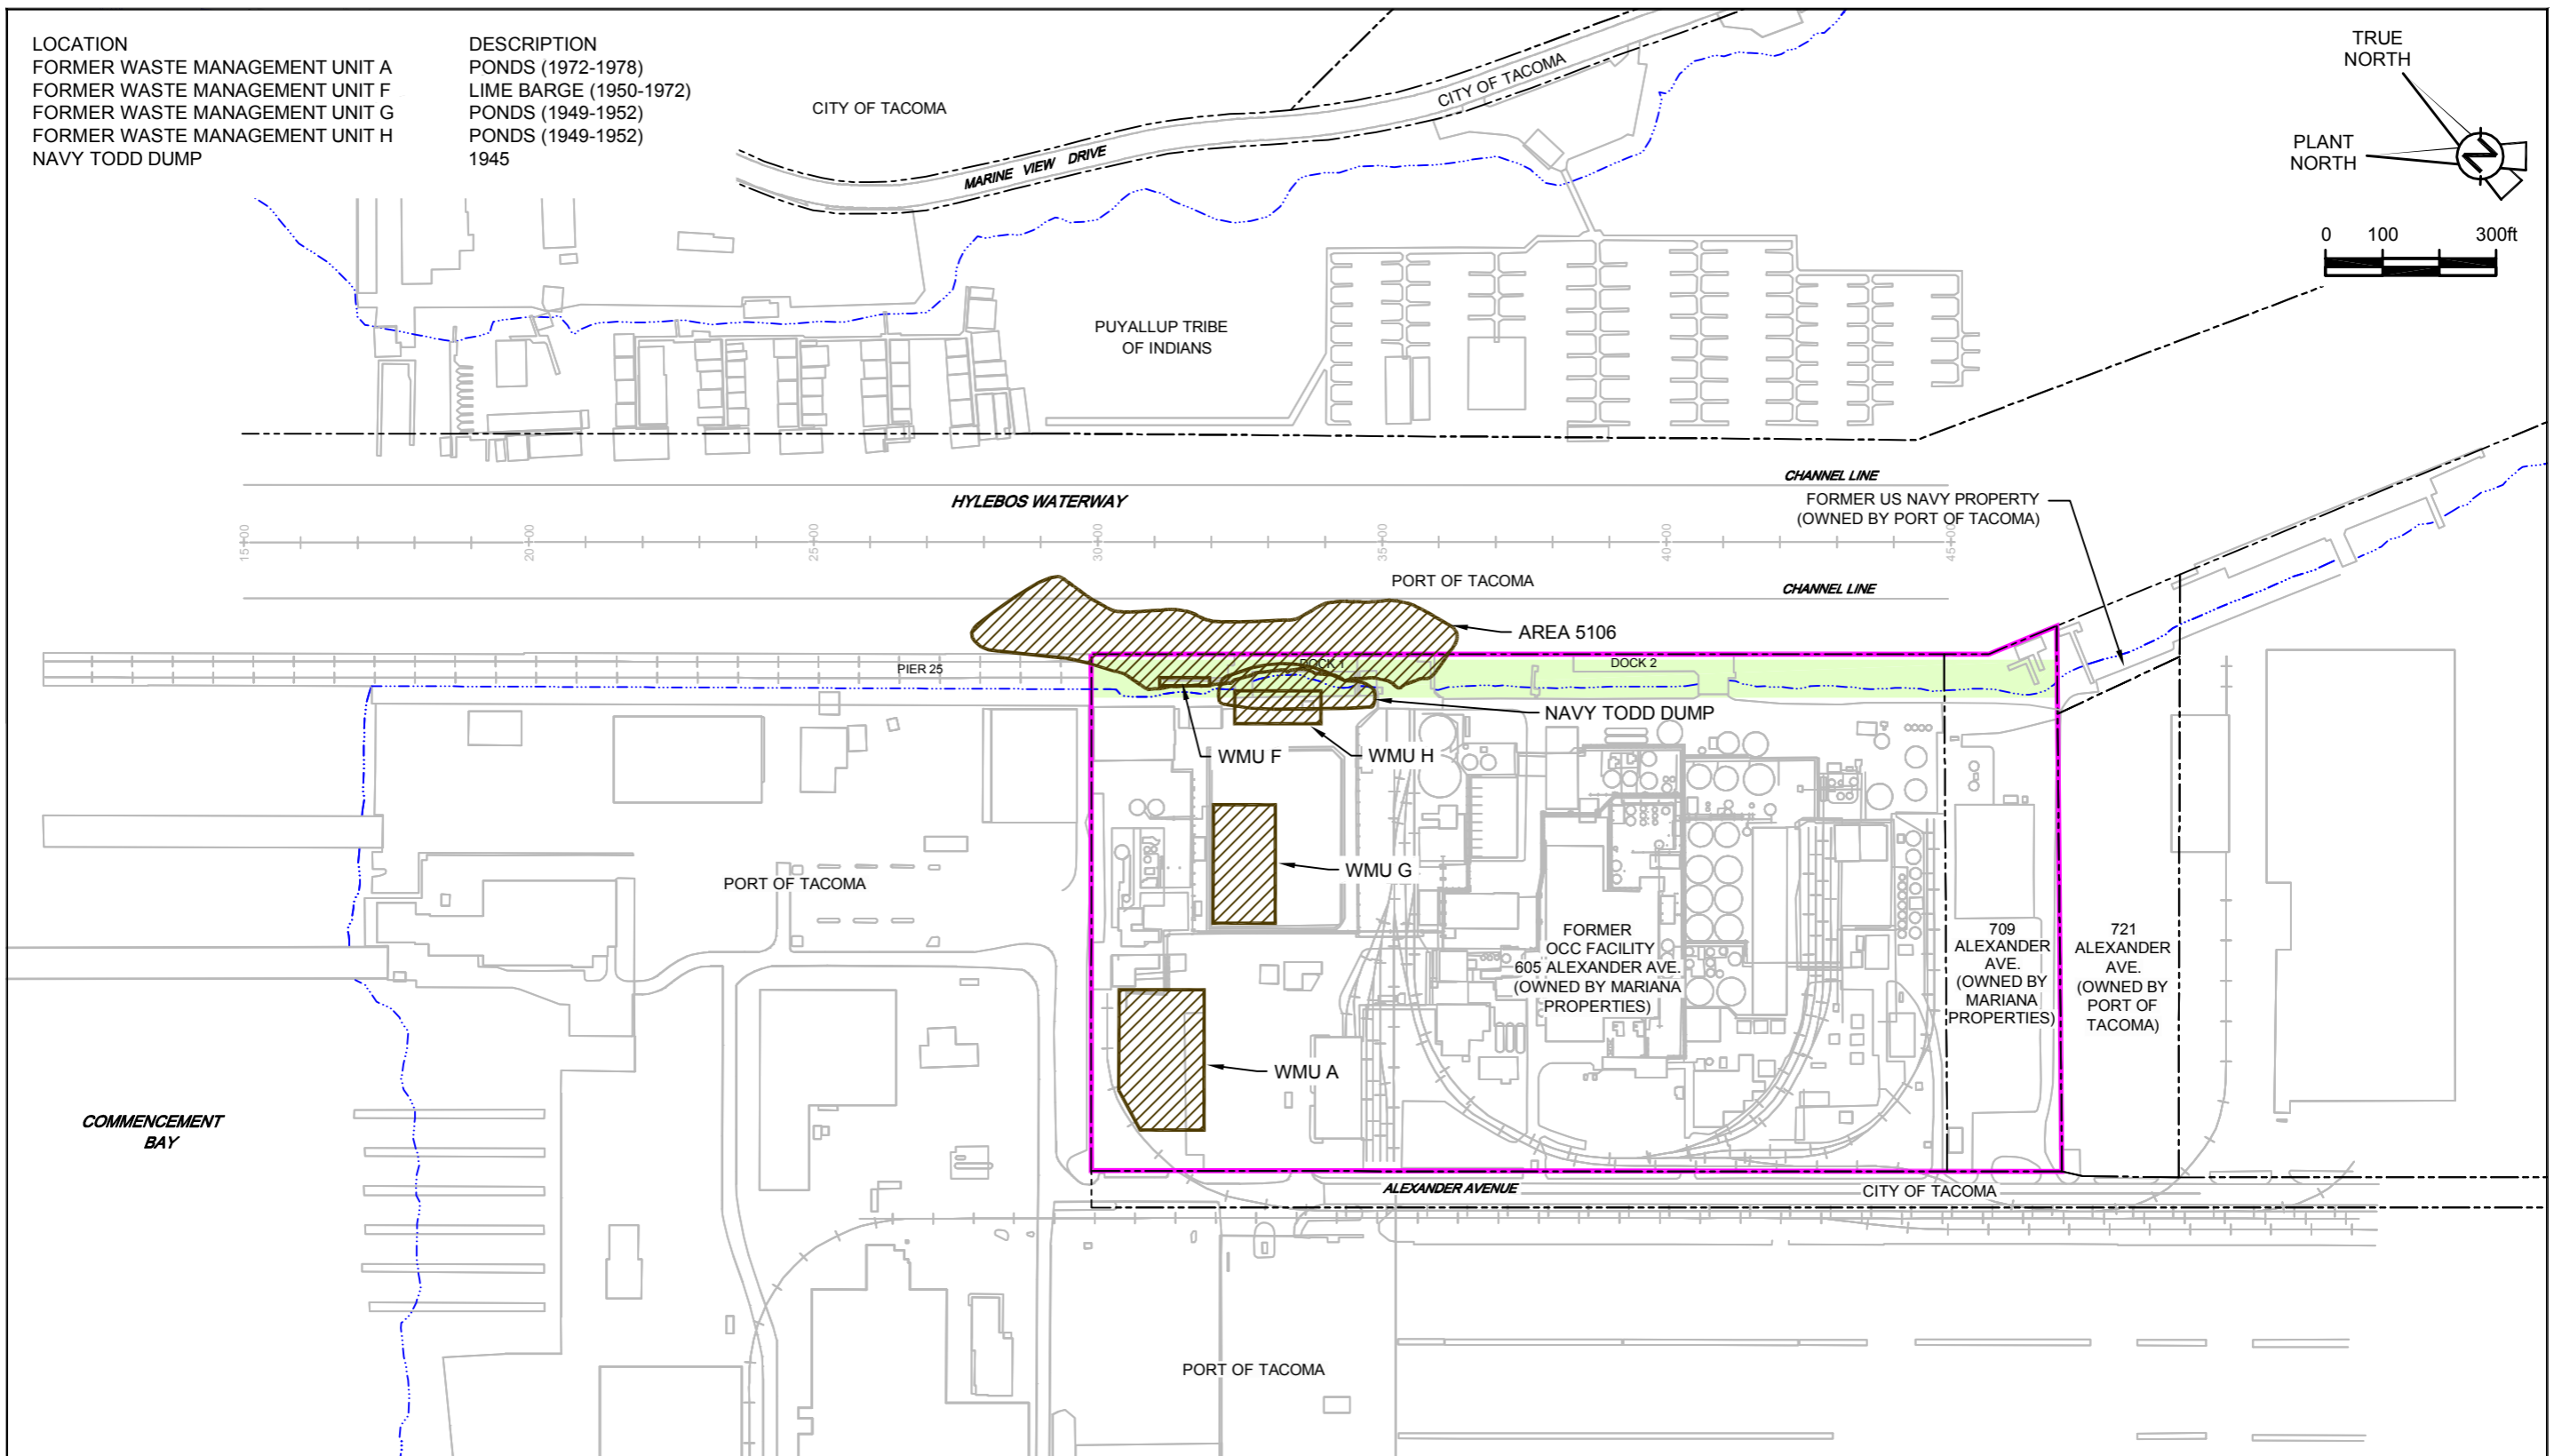 LOCATION DESCRIPTION
FORMER WASTE MANAGEMENT UNIT A PONDS (1972-1978)
FORMER WASTE MANAGEMENT UNIT F LIME BARGE (1950-1972)
FORMER WASTE MANAGEMENT UNIT G PONDS (1949-1952)
FORMER WASTE MANAGEMENT UNIT H PONDS (1949-1952)
NAVY TODD DUMP 1945
TRUE
NORTH
PLANT
NORTH
N
0 100 300ft
CITY OF TACOMA
CITY OF TACOMA
MARINE VIEW DRIVE
PUYALLUP TRIBE
OF INDIANS
CHANNEL LINE
HYLEBOS WATERWAY
FORMER US NAVY PROPERTY
(OWNED BY PORT OF TACOMA)
15+00 20+00 25+00 30+00 35+00 40+00 45+00
PORT OF TACOMA
CHANNEL LINE
AREA 5106
PIER 25
DOCK 1
DOCK 2
NAVY TODD DUMP
WMU F
WMU H
WMU G
PORT OF TACOMA
FORMER
OCC FACILITY
605 ALEXANDER AVE.
(OWNED BY MARIANA
PROPERTIES)
709
ALEXANDER
AVE.
(OWNED BY
MARIANA
PROPERTIES)
721
ALEXANDER
AVE.
(OWNED BY
PORT OF
TACOMA)
WMU A
COMMENCEMENT
BAY
ALEXANDER AVENUE
CITY OF TACOMA
PORT OF TACOMA